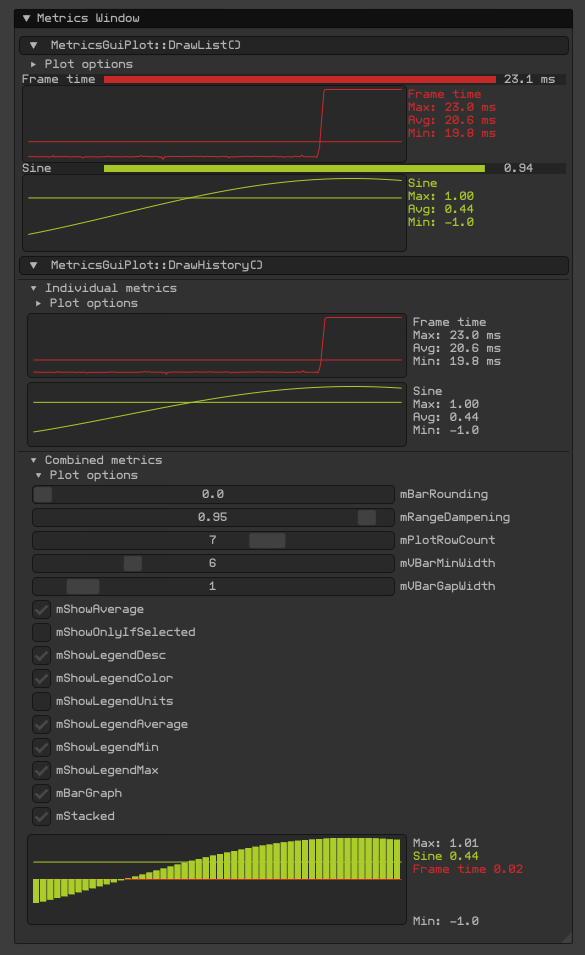 Metrics Window
MetricsGuiPlot::DrawList()
Plot options
Frame time 23.1 ms
Frame time
Max: 23.0 ms
Avg: 20.6 ms
Min: 19.8 ms
Sine 0.94
Sine
Max: 1.00
Avg: 0.44
Min: -1.0
MetricsGuiPlot::DrawHistory()
Individual metrics
Plot options
Frame time
Max: 23.0 ms
Avg: 20.6 ms
Min: 19.8 ms
Sine
Max: 1.00
Avg: 0.44
Min: -1.0
Combined metrics
Plot options
0.0 mBarRounding
0.95 mRangeDampening
7 mPlotRowCount
6 mVBarMinWidth
1 mVBarGapWidth
mShowAverage
mShowOnlyIfSelected
mShowLegendDesc
mShowLegendColor
mShowLegendUnits
mShowLegendAverage
mShowLegendMin
mShowLegendMax
mBarGraph
mStacked
Max: 1.01
Sine 0.44
Frame time 0.02
Min: -1.0